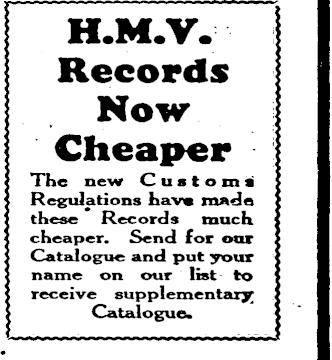 H.M.V.
Records
Now
Cheaper
The new Customs
Regulations have made
these Records much
cheaper. Send for our
Catalogue and put your
name on our list to
receive supplementary
Catalogue.